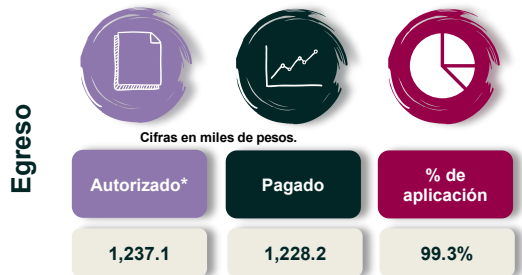 Egreso
Cifras en miles de pesos.
Autorizado*
Pagado
% de
aplicación
1,237.1
1,228.2
99.3%